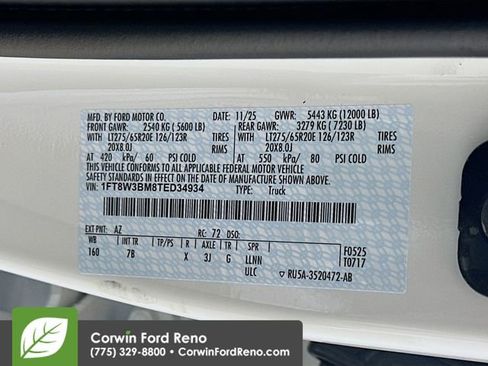 MFD. BY FORD MOTOR CO. 11/25 GVWR: 5443 KG (12000 LB)
FRONT GAWR: 2540 KG (5600 LB) REAR GAWR: 3279 KG (7230 LB)
WITH LT275/65R20E 126/123R TIRES WITH LT275/65R20E 126/123R TIRES
20X8.0J RIMS 20X8.0J RIMS
AT 420 kPa/ 60 PSI COLD AT 550 kPa/ 80 PSI COLD
THIS VEHICLE CONFORMS TO ALL APPLICABLE FEDERAL MOTOR VEHICLE
SAFETY STANDARDS IN EFFECT ON THE DATE OF MANUFACTURE SHOWN ABOVE.
VIN: 1FT8W3BM8TED34934 TYPE: Truck
EXT PNT: AZ RC: 72 DSO:
WB INT TR TP/PS R AXLE TR SPR F0525
160 7B X 3J G LLNN T0717
ULC RU5A-3520472-AB
Corwin Ford Reno
(775) 329-8800 • CorwinFordReno.com